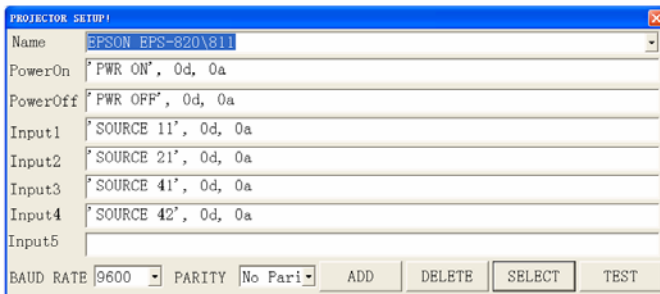 PROJECTOR SETUP!
Name EPSON EPS-820\811
PowerOn 'PWR ON', 0d, 0a
PowerOff 'PWR OFF', 0d, 0a
Input1 'SOURCE 11', 0d, 0a
Input2 'SOURCE 21', 0d, 0a
Input3 'SOURCE 41', 0d, 0a
Input4 'SOURCE 42', 0d, 0a
Input5
BAUD RATE 9600 PARITY No Pari ADD DELETE SELECT TEST